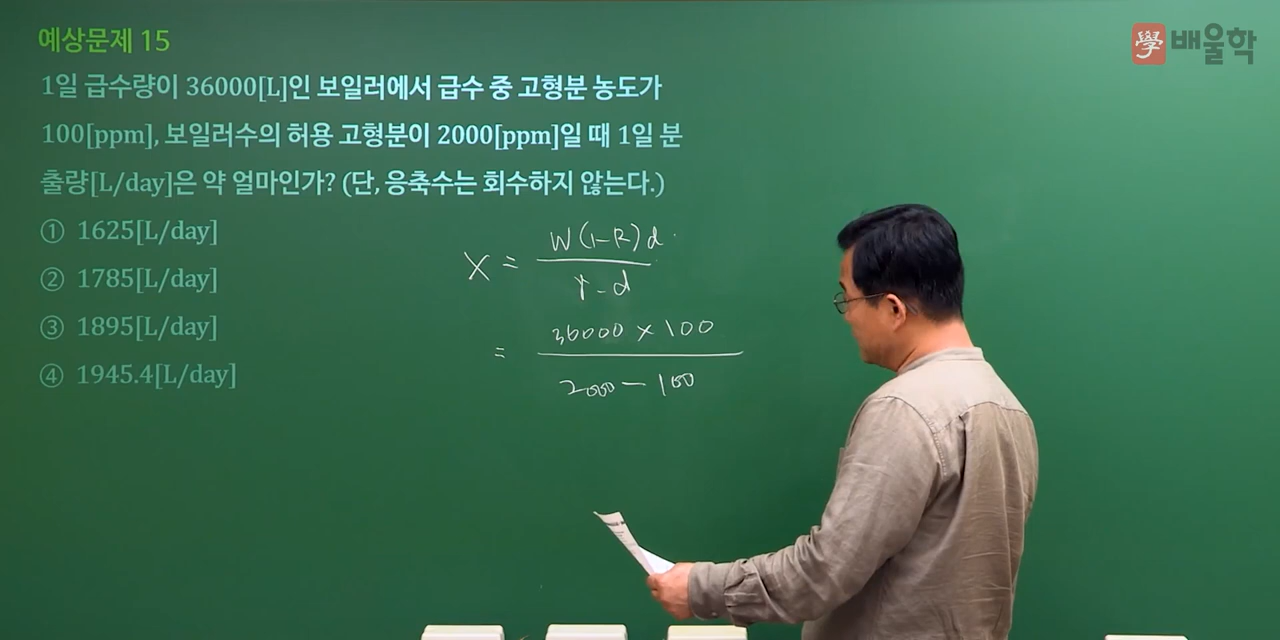 예상문제 15
學 배울학
1일 급수량이 36000[L]인 보일러에서 급수 중 고형분 농도가
100[ppm], 보일러수의 허용 고형분이 2000[ppm]일 때 1일 분
출량[L/day]은 약 얼마인가? (단, 응축수는 회수하지 않는다.)
① 1625[L/day]
② 1785[L/day]
③ 1895[L/day]
④ 1945.4[L/day]
X = W(1-R)d
r-d
= 36000 × 100
2000 - 100